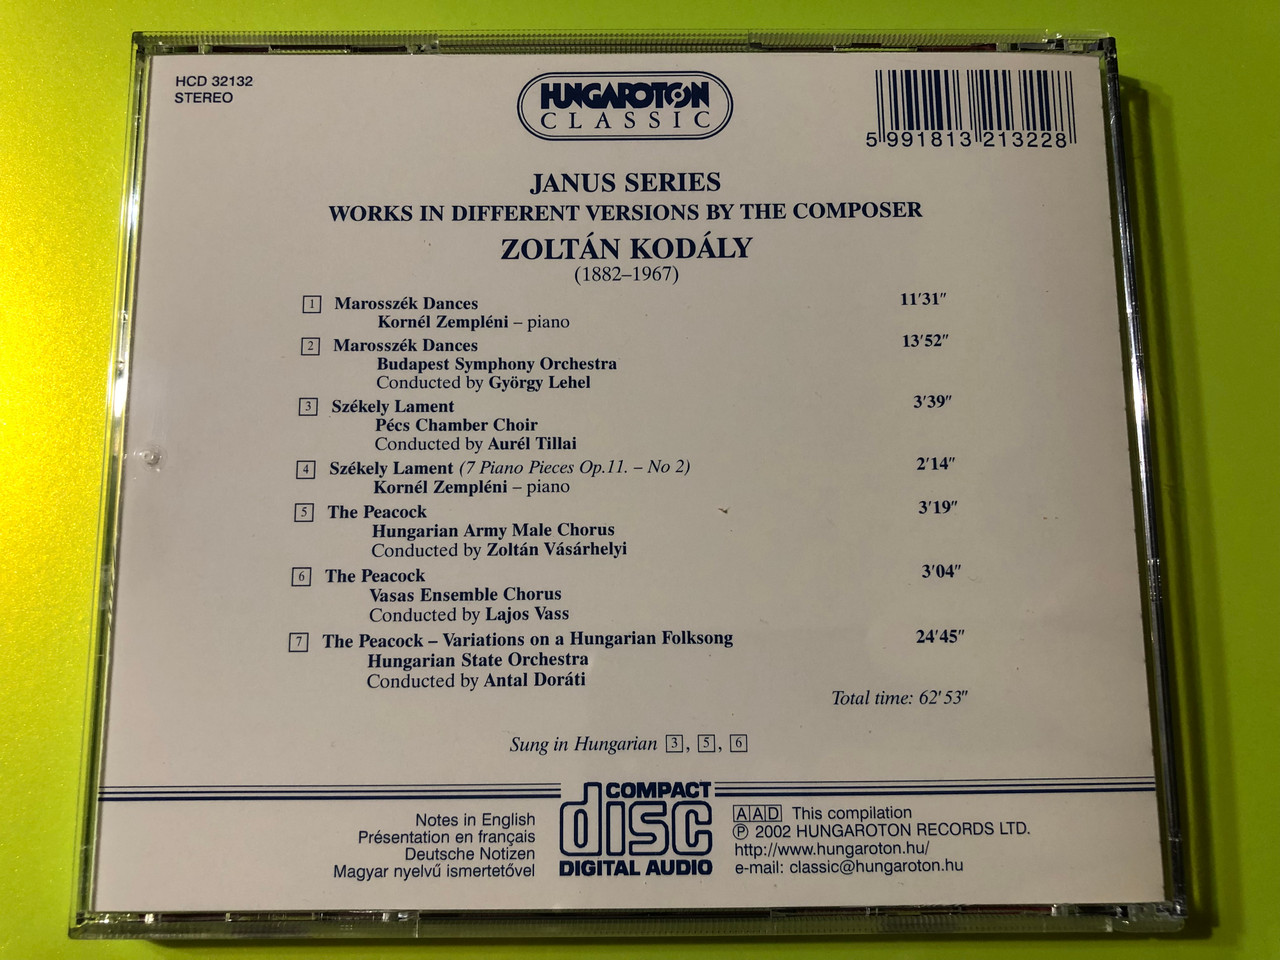 HCD 32132
STEREO
HUNGAROTON
CLASSIC
5 991813 213228
JANUS SERIES
WORKS IN DIFFERENT VERSIONS BY THE COMPOSER
ZOLTÁN KODÁLY
(1882–1967)
1 Marosszék Dances 11'31"
Kornél Zempléni – piano
2 Marosszék Dances 13'52"
Budapest Symphony Orchestra
Conducted by György Lehel
3 Székely Lament 3'39"
Pécs Chamber Choir
Conducted by Aurél Tillai
4 Székely Lament (7 Piano Pieces Op.11. – No 2) 2'14"
Kornél Zempléni – piano
5 The Peacock 3'19"
Hungarian Army Male Chorus
Conducted by Zoltán Vásárhelyi
6 The Peacock 3'04"
Vasas Ensemble Chorus
Conducted by Lajos Vass
7 The Peacock – Variations on a Hungarian Folksong 24'45"
Hungarian State Orchestra
Conducted by Antal Doráti
Total time: 62'53"
Sung in Hungarian 3, 5, 6
Notes in English
Présentation en français
Deutsche Notizen
Magyar nyelvű ismertetővel
COMPACT
disc
DIGITAL AUDIO
AAD This compilation
℗ 2002 HUNGAROTON RECORDS LTD.
http://www.hungaroton.hu/
e-mail: classic@hungaroton.hu